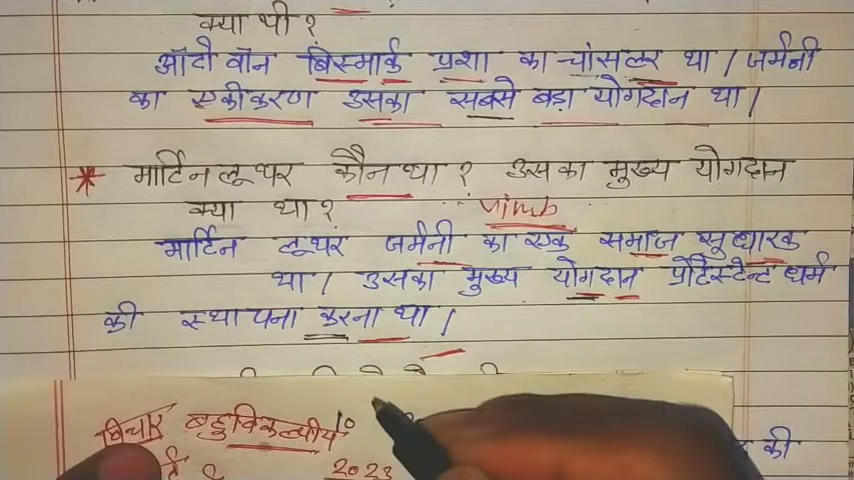 क्या थी ?
ऑटो वॉन बिस्मार्क प्रशा का चांसलर था । जर्मनी
का एकीकरण उसका सबसे बड़ा योगदान था ।
* मार्टिन लूथर कौन था ? उसका मुख्य योगदान
क्या था ?
मार्टिन लूथर जर्मनी का एक समाज सुधारक
था । उसका मुख्य योगदान प्रोटेस्टेन्ट धर्म
की स्थापना करना था ।
बहुविकल्पीय
की
2023